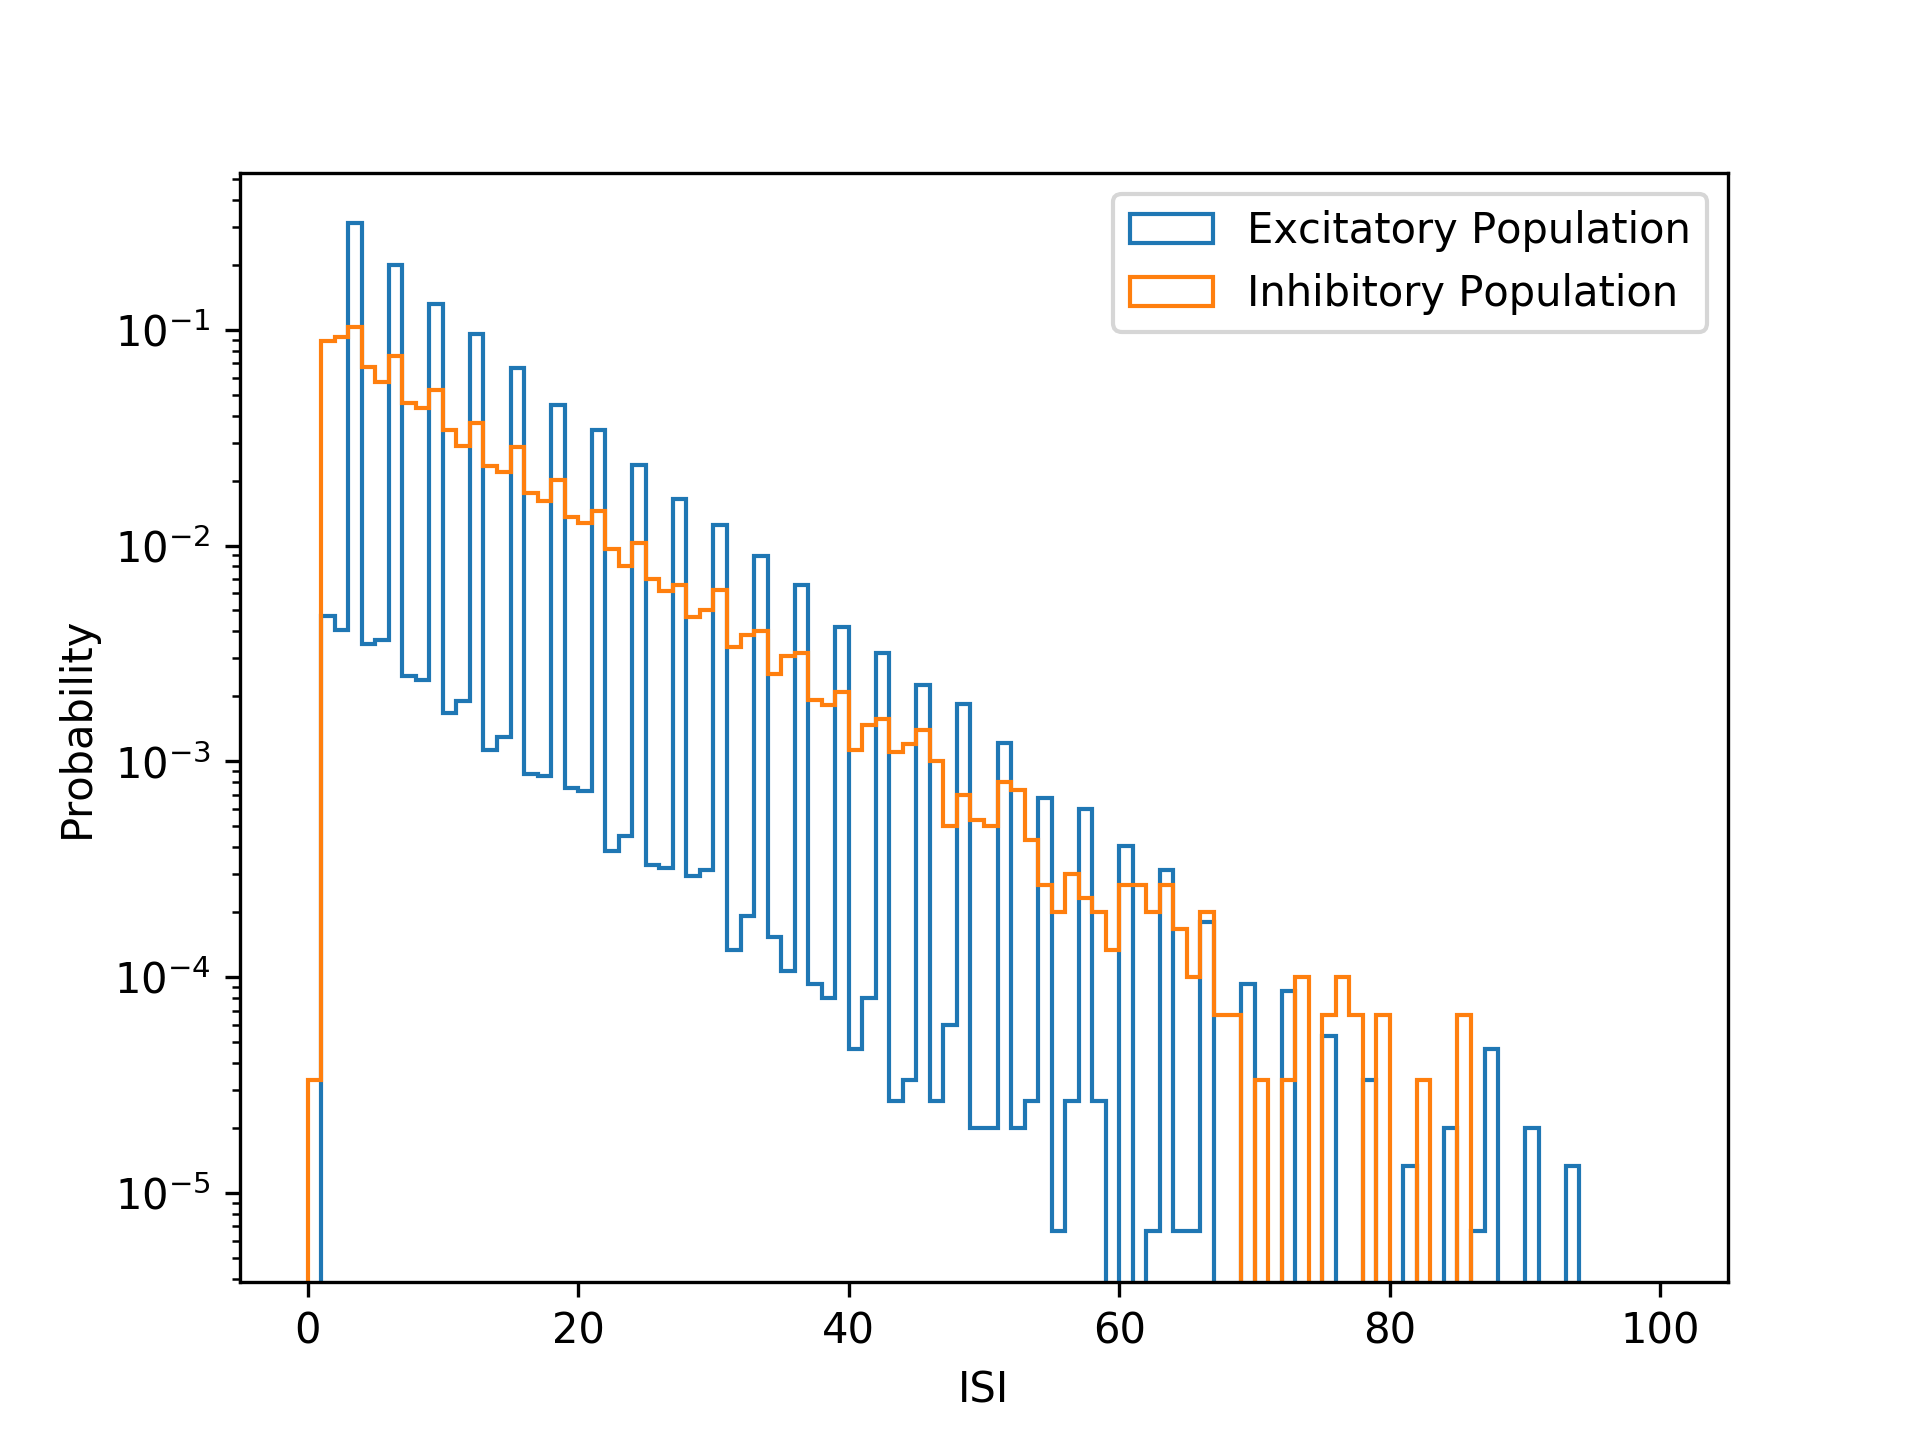 Excitatory Population
Inhibitory Population
10⁻¹
10⁻²
10⁻³
10⁻⁴
10⁻⁵
Probability
0 20 40 60 80 100
ISI